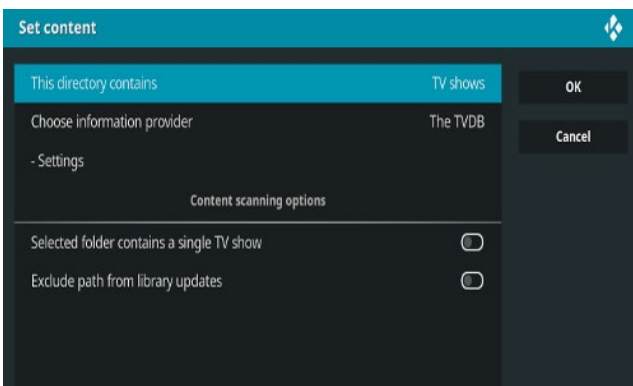 Set content
This directory contains TV shows
OK
Choose information provider The TVDB
Cancel
- Settings
Content scanning options
Selected folder contains a single TV show
Exclude path from library updates